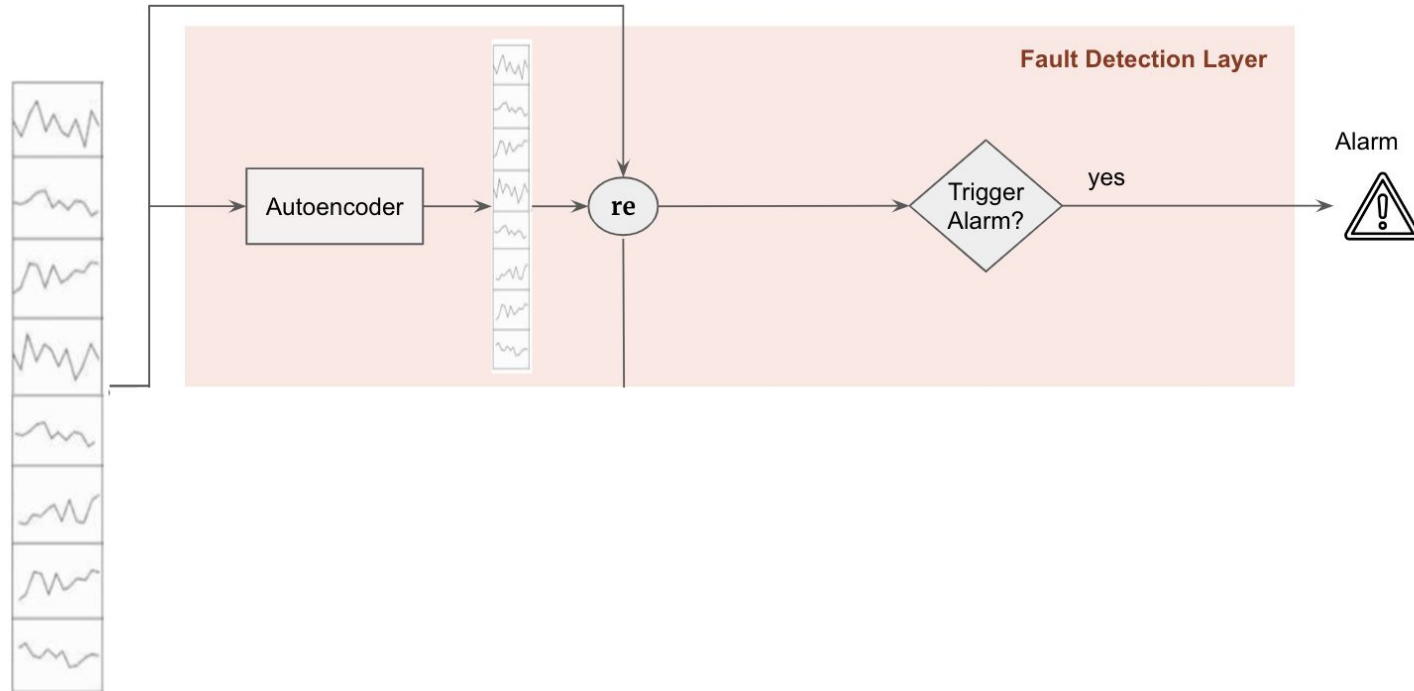 Fault Detection Layer
Alarm
yes
Autoencoder
re
Trigger
Alarm?